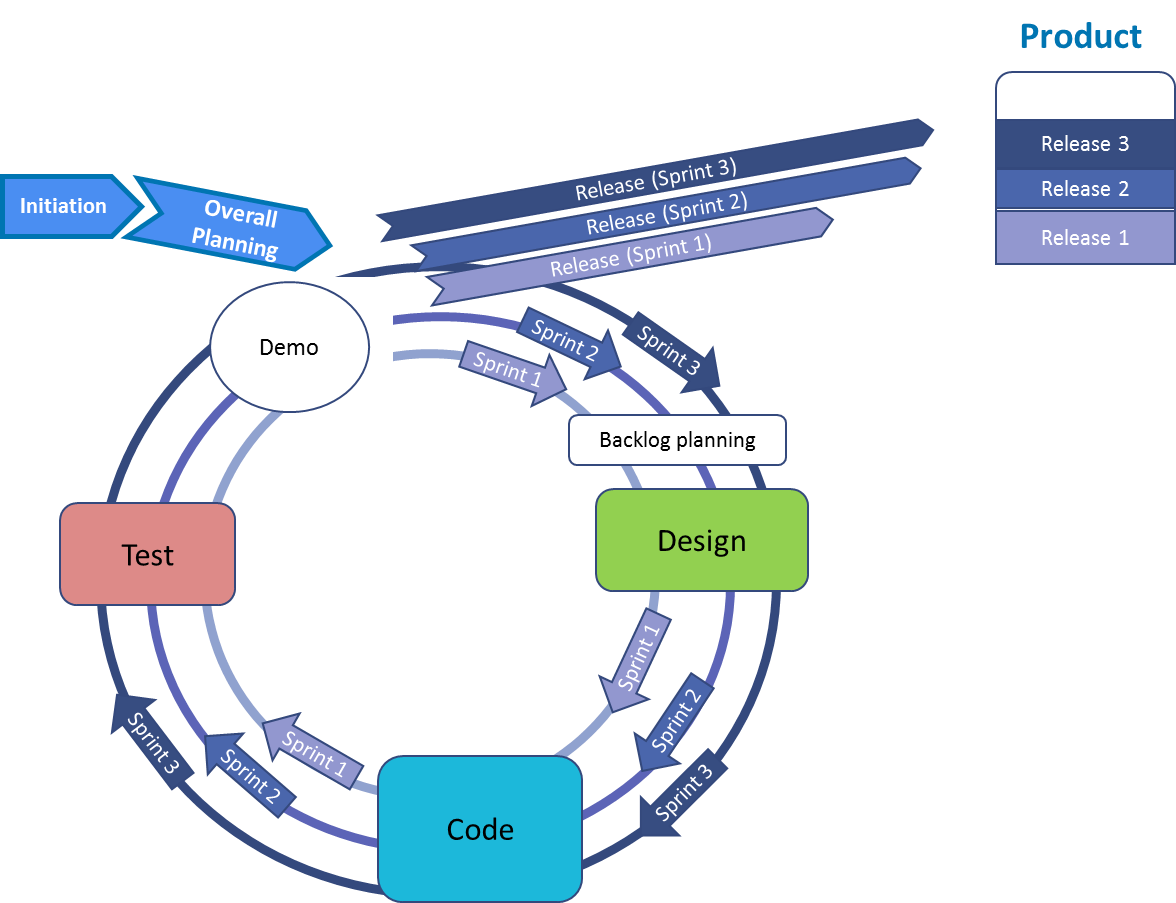 Product
Release 3
Release 2
Release 1
Initiation
Overall
Planning
Release (Sprint 3)
Release (Sprint 2)
Release (Sprint 1)
Demo
Sprint 1
Sprint 2
Sprint 3
Backlog planning
Design
Test
Sprint 1
Sprint 2
Sprint 3
Code
Sprint 1
Sprint 2
Sprint 3